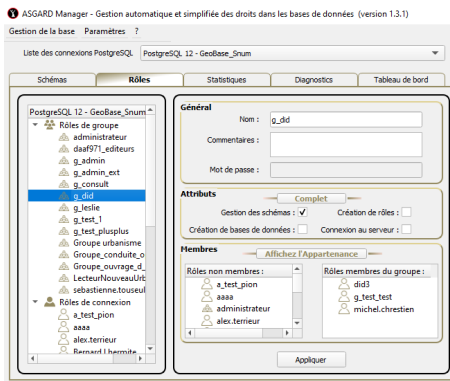 ASGARD Manager - Gestion automatique et simplifiée des droits dans les bases de données (version 1.3.1)
Gestion de la base Paramètres ?
Liste des connexions PostgreSQL PostgreSQL 12 - GeoBase_Snum
Schémas Rôles Statistiques Diagnostics Tableau de bord
PostgreSQL 12 - GeoBase_Snum
Rôles de groupe
administrateur
daaf971_editeurs
g_admin
g_admin_ext
g_consult
g_did
g_leslie
g_test_1
g_test_plusplus
Groupe urbanisme
Groupe_conduite_o
Groupe_ouvrage_d_
LecteurNouveauUrb
sebastienne.touseul
Rôles de connexion
a_test_pion
aaaa
alex.terrieur
Bernard Lhermite
Général
Nom : g_did
Commentaires :
Mot de passe :
Attributs
Complet
Gestion des schémas : Création de rôles :
Création de bases de données : Connexion au serveur :
Membres
Affichez l'Appartenance
Rôles non membres :
a_test_pion
aaaa
administrateur
alex.terrieur
Rôles membres du groupe :
did3
g_test_test
michel.chrestien
Appliquer